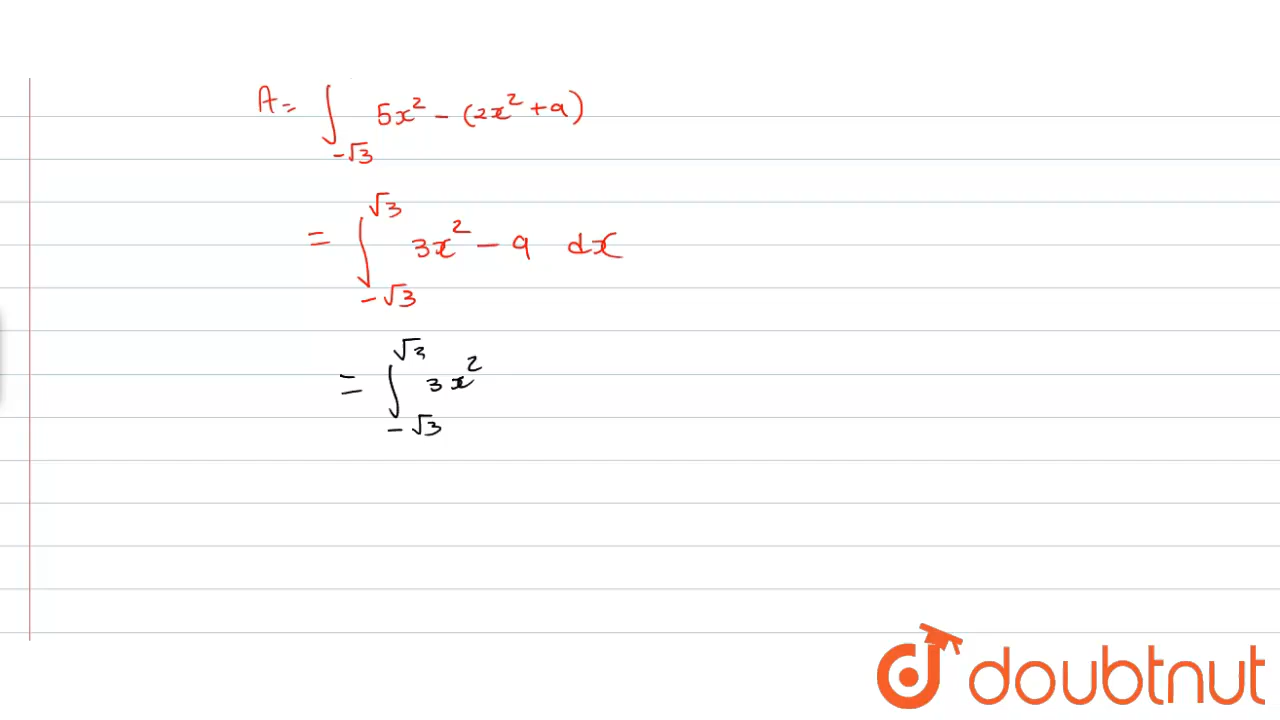 A = ∫_{-√3} 5x² - (2x² + 9)
= ∫_{-√3}^{√3} 3x² - 9 dx
= ∫_{-√3}^{√3} 3x²
doubtnut